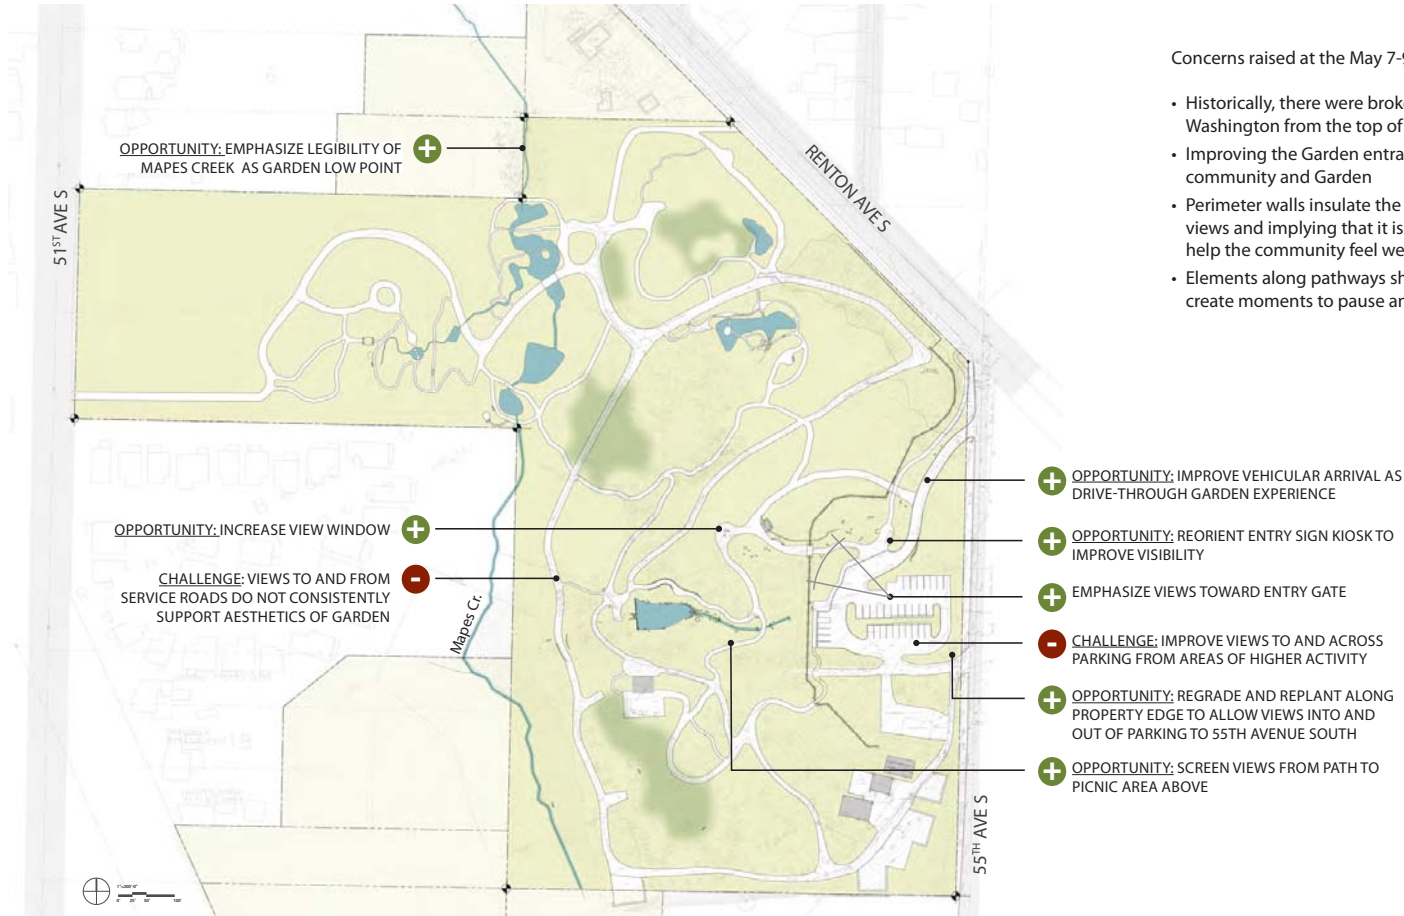 Concerns raised at the May 7-9
• Historically, there were brok
Washington from the top of
• Improving the Garden entra
community and Garden
• Perimeter walls insulate the
views and implying that it is
help the community feel we
• Elements along pathways sh
create moments to pause an
OPPORTUNITY: EMPHASIZE LEGIBILITY OF
MAPES CREEK AS GARDEN LOW POINT
51ST AVE S
RENTON AVE S
OPPORTUNITY: INCREASE VIEW WINDOW
CHALLENGE: VIEWS TO AND FROM
SERVICE ROADS DO NOT CONSISTENTLY
SUPPORT AESTHETICS OF GARDEN
Mapes Cr.
OPPORTUNITY: IMPROVE VEHICULAR ARRIVAL AS
DRIVE-THROUGH GARDEN EXPERIENCE
OPPORTUNITY: REORIENT ENTRY SIGN KIOSK TO
IMPROVE VISIBILITY
EMPHASIZE VIEWS TOWARD ENTRY GATE
CHALLENGE: IMPROVE VIEWS TO AND ACROSS
PARKING FROM AREAS OF HIGHER ACTIVITY
OPPORTUNITY: REGRADE AND REPLANT ALONG
PROPERTY EDGE TO ALLOW VIEWS INTO AND
OUT OF PARKING TO 55TH AVENUE SOUTH
OPPORTUNITY: SCREEN VIEWS FROM PATH TO
PICNIC AREA ABOVE
55TH AVE S